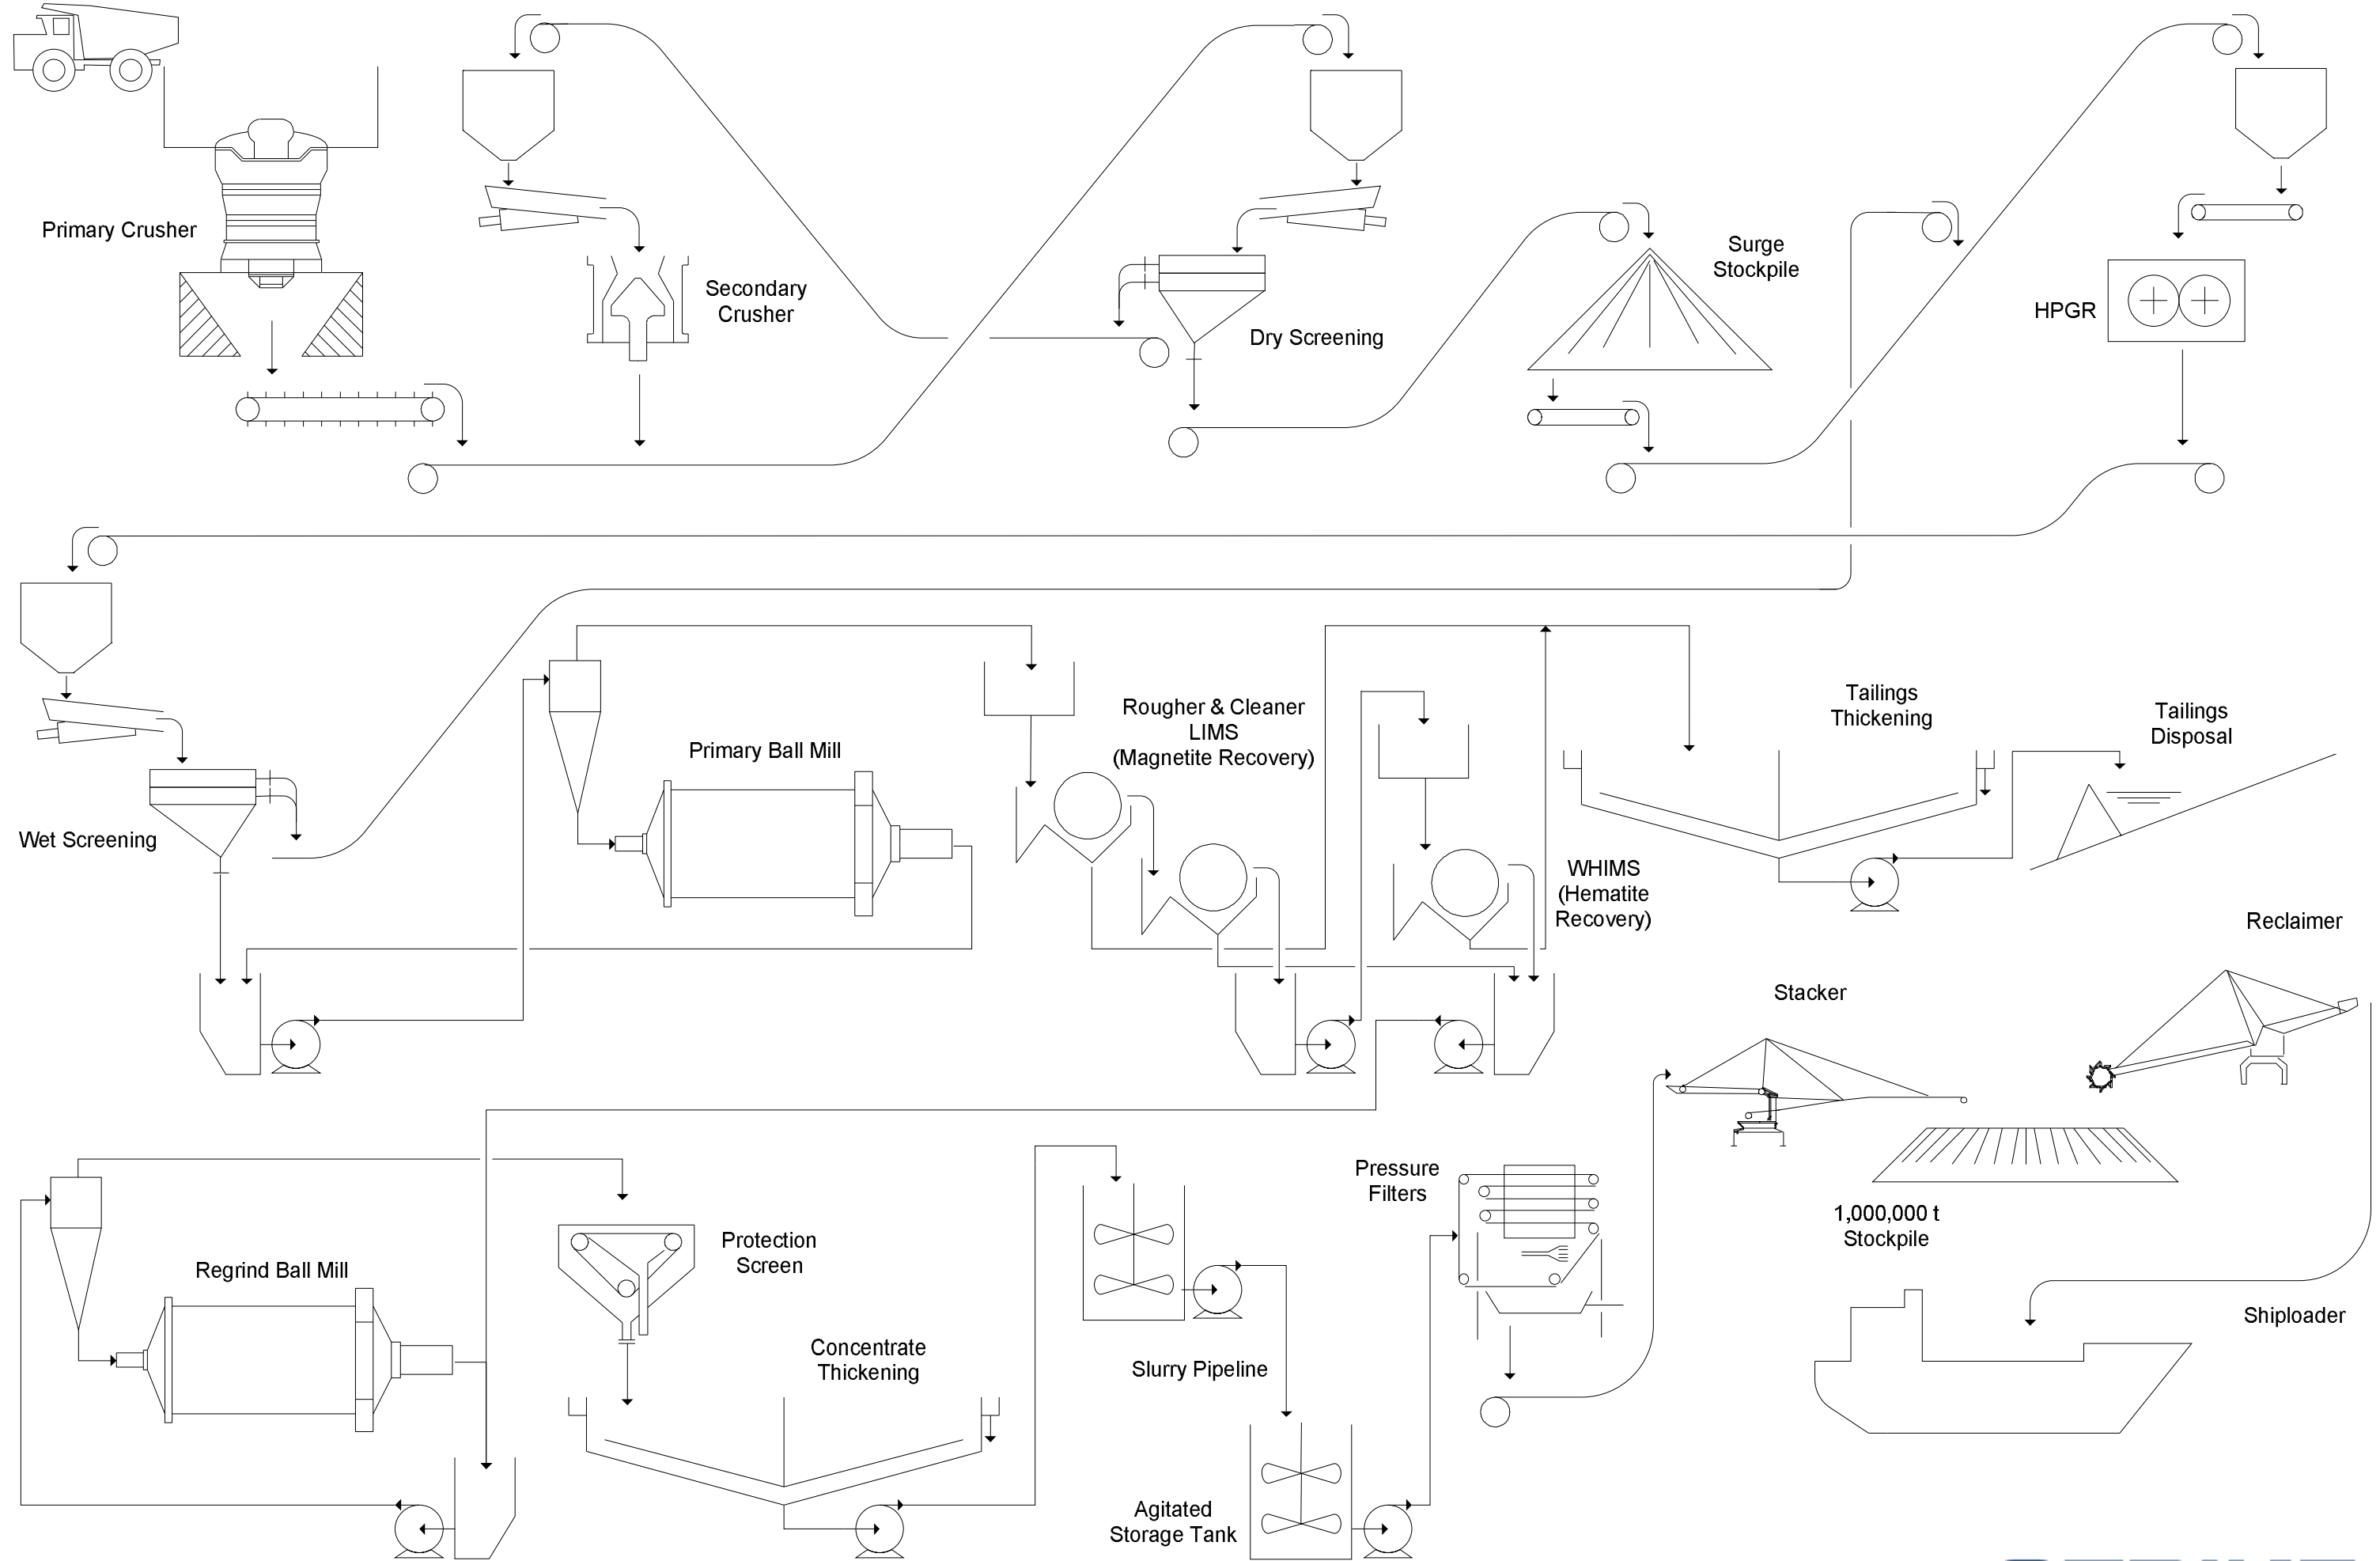 Primary Crusher
Secondary
Crusher
Dry Screening
Surge
Stockpile
HPGR
Wet Screening
Primary Ball Mill
Rougher & Cleaner
LIMS
(Magnetite Recovery)
WHIMS
(Hematite
Recovery)
Tailings
Thickening
Tailings
Disposal
Reclaimer
Stacker
1,000,000 t
Stockpile
Shiploader
Regrind Ball Mill
Protection
Screen
Concentrate
Thickening
Slurry Pipeline
Agitated
Storage Tank
Pressure
Filters